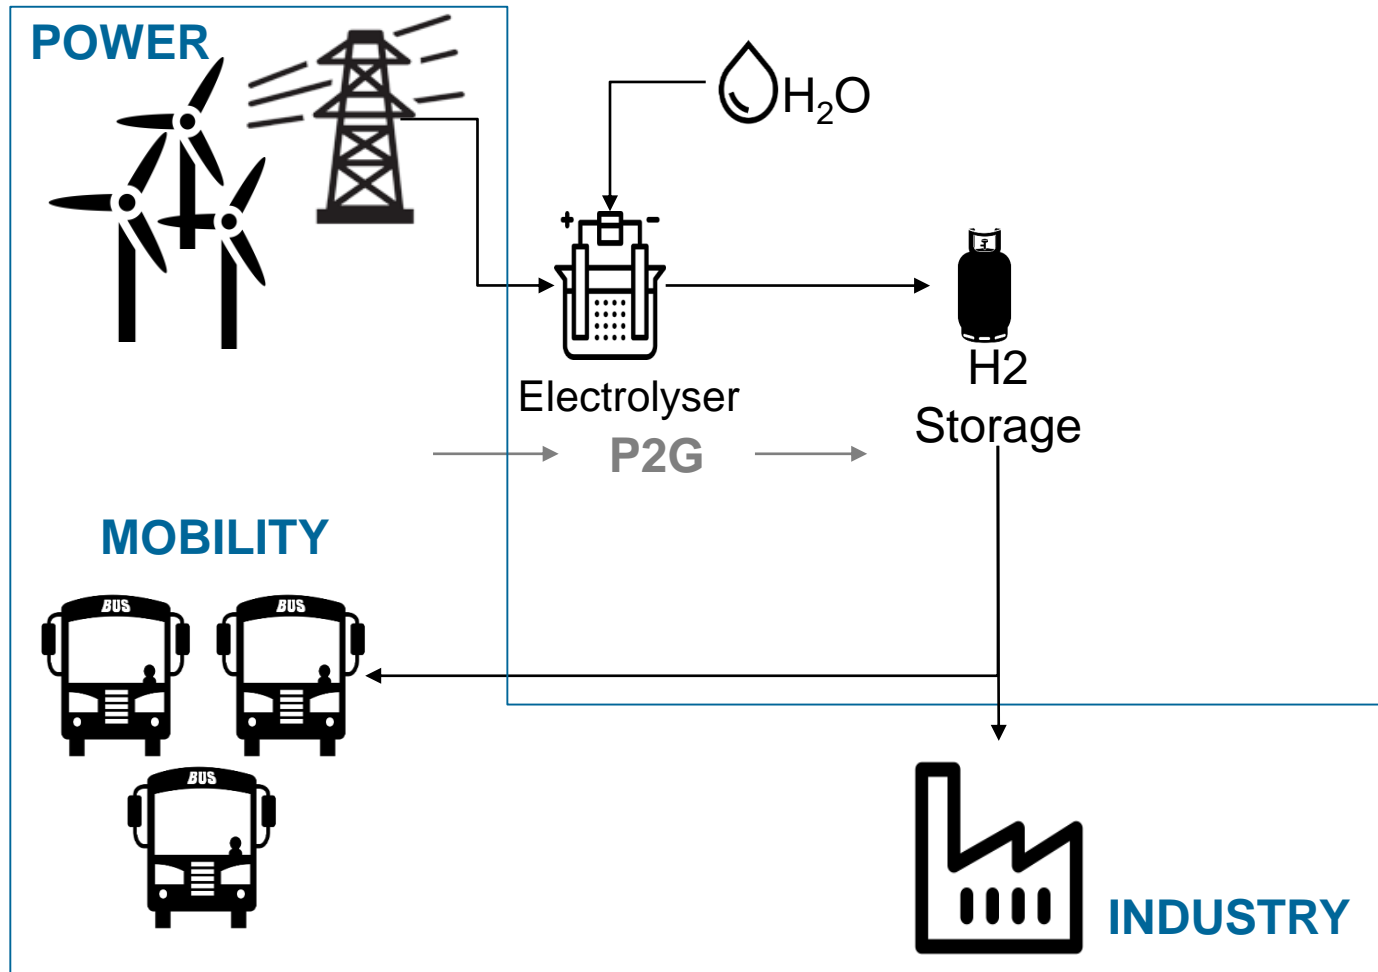 POWER
H₂O
+ -
Electrolyser
H2
Storage
P2G
MOBILITY
BUS
BUS
BUS
INDUSTRY